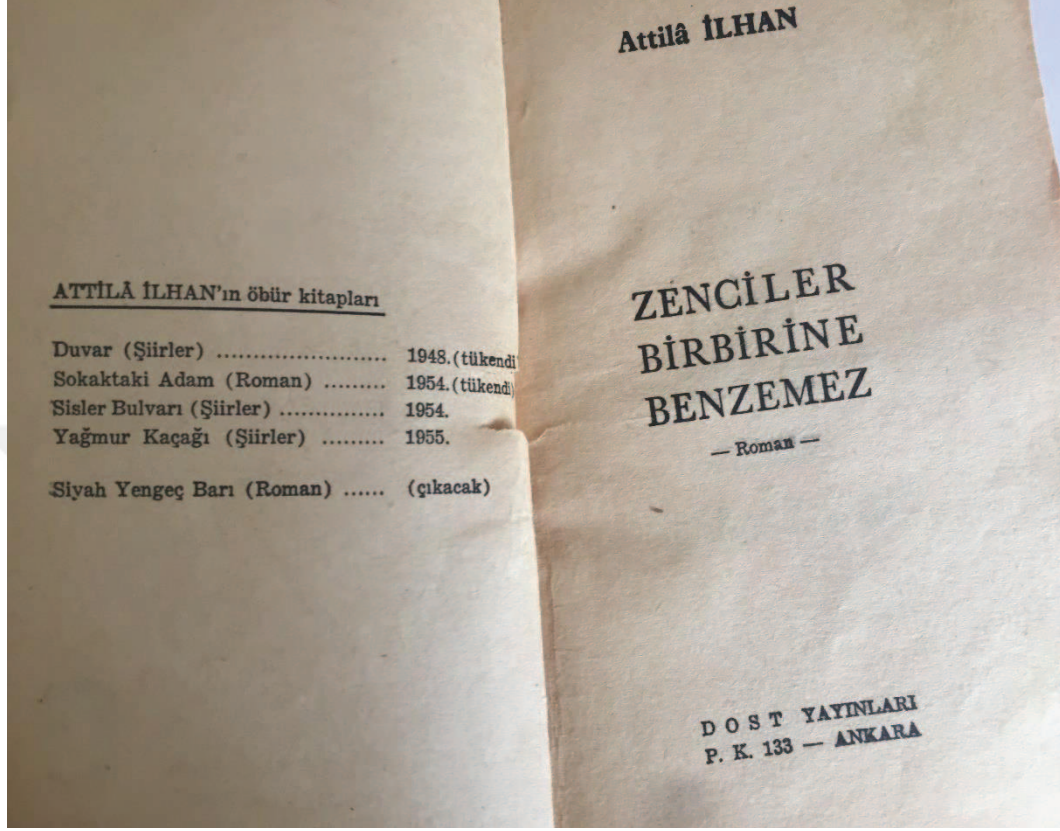 ATTİLÂ İLHAN'ın öbür kitapları
Duvar (Şiirler) ....................... 1948.(tükendi
Sokaktaki Adam (Roman) ......... 1954.(tükendi)
Sisler Bulvarı (Şiirler) .............. 1954.
Yağmur Kaçağı (Şiirler) ......... 1955.
Siyah Yengeç Barı (Roman) ...... (çıkacak)
Attilâ İLHAN
ZENCİLER
BİRBİRİNE
BENZEMEZ
— Roman —
DOST YAYINLARI
P. K. 133 — ANKARA